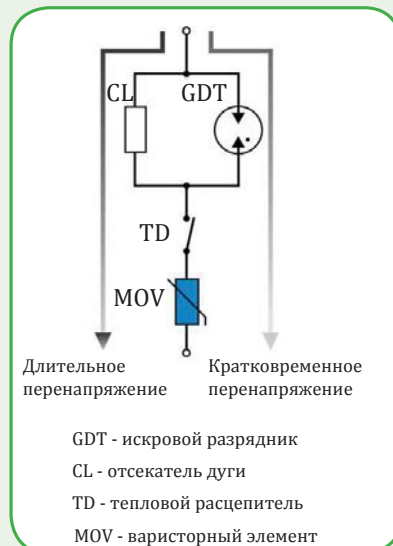 CL
GDT
TD
MOV
Длительное
перенапряжение
Кратковременное
перенапряжение
GDT - искровой разрядник
CL - отсекатель дуги
TD - тепловой расцепитель
MOV - варисторный элемент